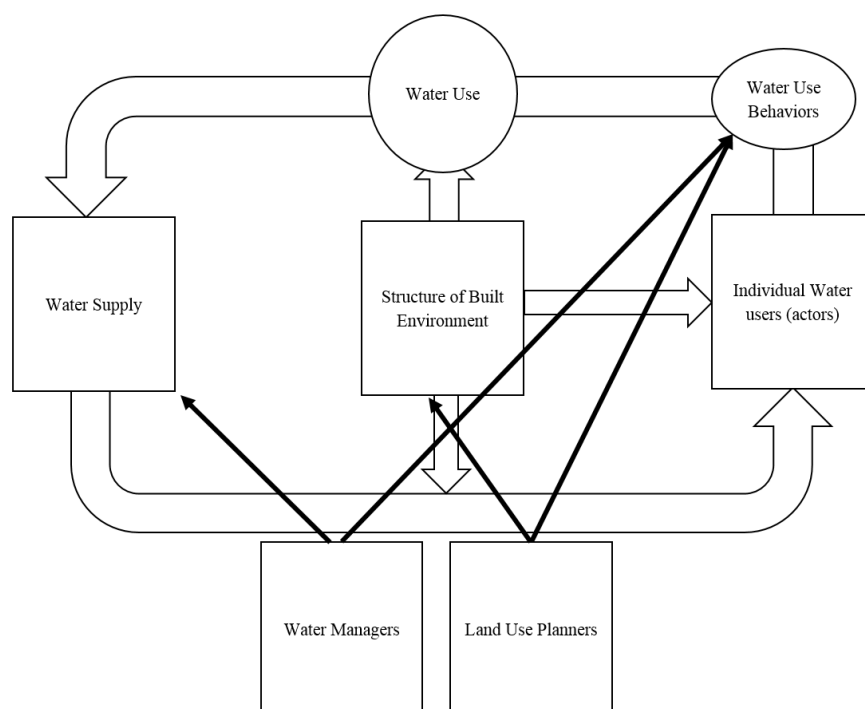 Water Use
Water Use
Behaviors
Water Supply
Structure of Built
Environment
Individual Water
users (actors)
Water Managers
Land Use Planners